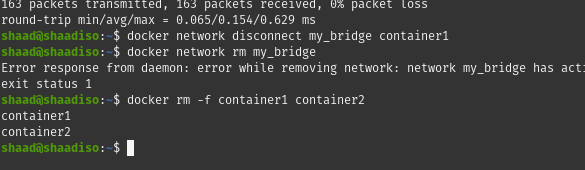 163 packets transmitted, 163 packets received, 0% packet loss
round-trip min/avg/max = 0.065/0.154/0.629 ms
shaad@shaadiso:~$ docker network disconnect my_bridge container1
shaad@shaadiso:~$ docker network rm my_bridge
Error response from daemon: error while removing network: network my_bridge has acti
exit status 1
shaad@shaadiso:~$ docker rm -f container1 container2
container1
container2
shaad@shaadiso:~$